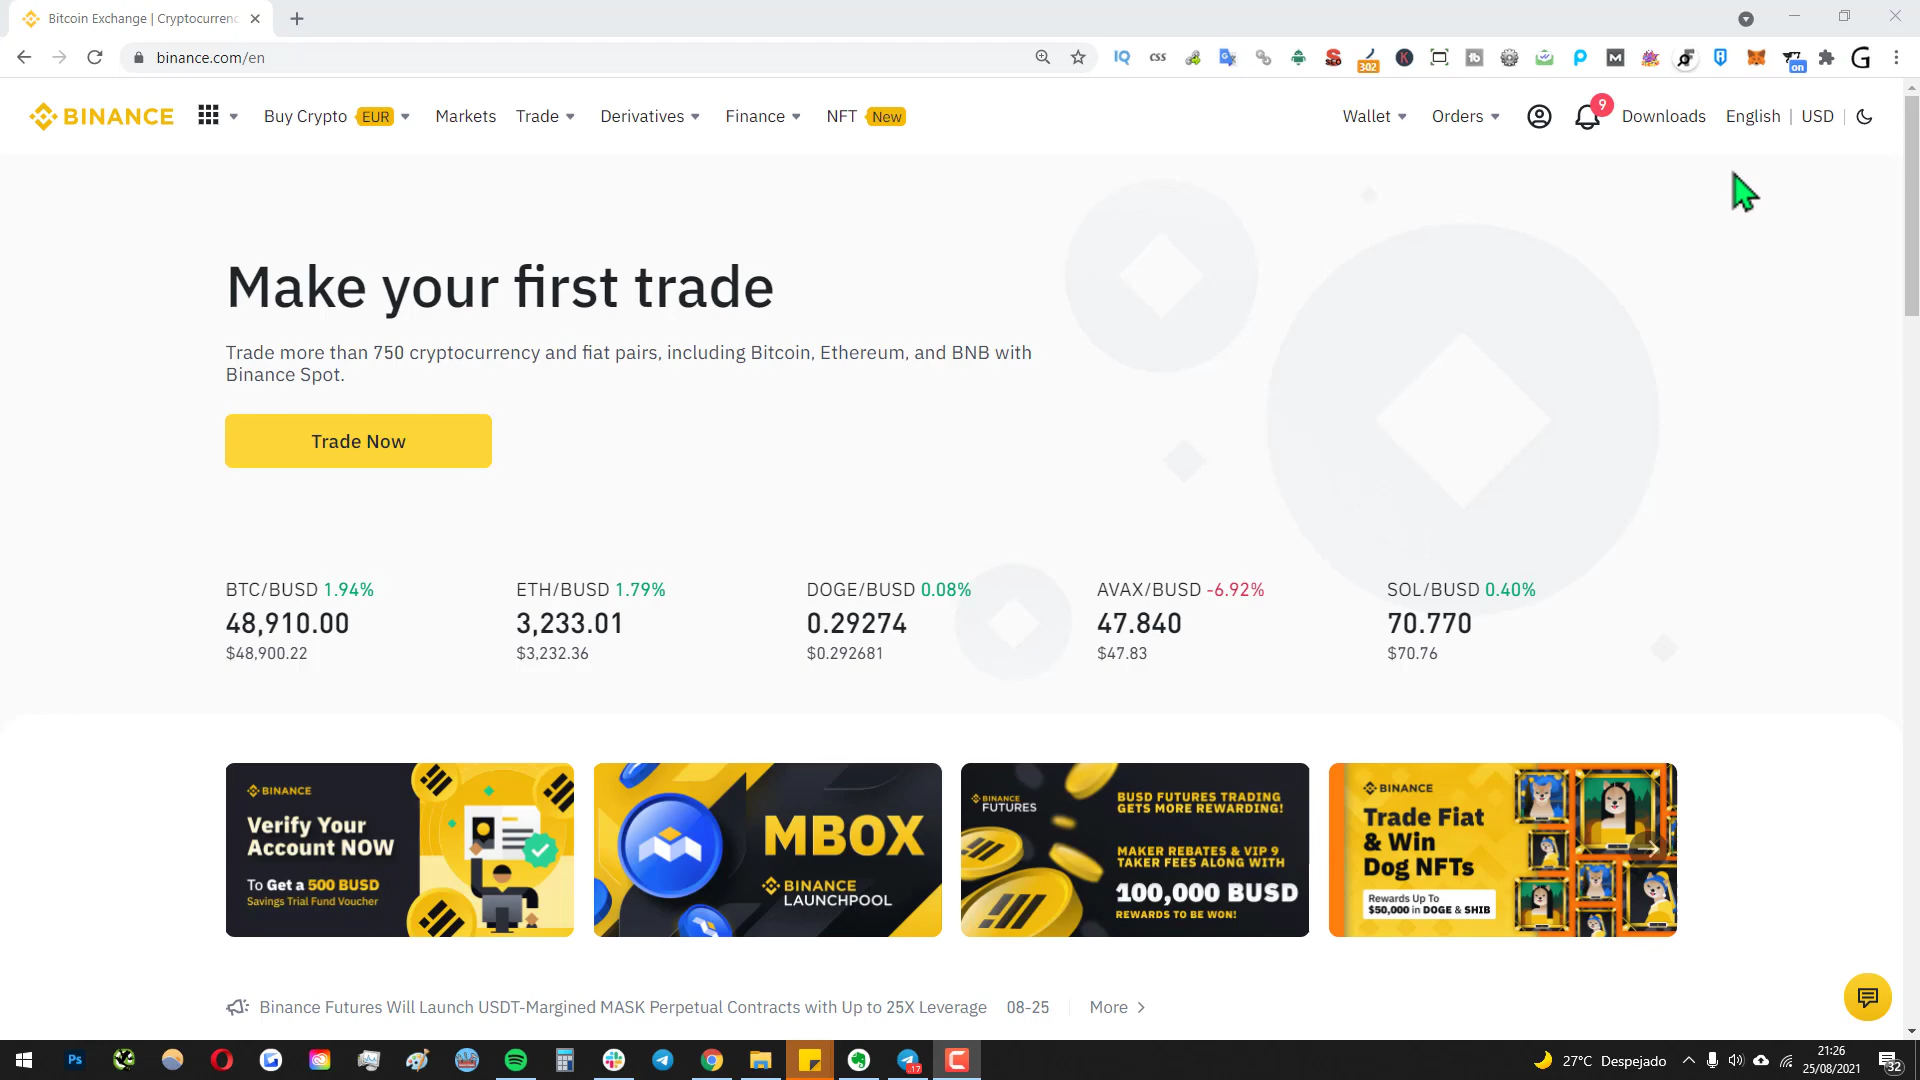 Bitcoin Exchange | Cryptocurrenc
binance.com/en
IQ
CSS
302
on
BINANCE
Buy Crypto EUR
Markets
Trade
Derivatives
Finance
NFT New
Wallet
Orders
9
Downloads
English | USD
Make your first trade
Trade more than 750 cryptocurrency and fiat pairs, including Bitcoin, Ethereum, and BNB with
Binance Spot.
Trade Now
BTC/BUSD 1.94%
48,910.00
$48,900.22
ETH/BUSD 1.79%
3,233.01
$3,232.36
DOGE/BUSD 0.08%
0.29274
$0.292681
AVAX/BUSD -6.92%
47.840
$47.83
SOL/BUSD 0.40%
70.770
$70.76
BINANCE
Verify Your
Account NOW
To Get a 500 BUSD
Savings Trial Fund Voucher
MBOX
BINANCE
LAUNCHPOOL
BINANCE
FUTURES
BUSD FUTURES TRADING
GETS MORE REWARDING!
MAKER REBATES & VIP 9
TAKER FEES ALONG WITH
100,000 BUSD
REWARDS TO BE WON!
BINANCE
Trade Fiat
& Win
Dog NFTs
Rewards Up To
$50,000 in DOGE & SHIB
Binance Futures Will Launch USDT-Margined MASK Perpetual Contracts with Up to 25X Leverage 08-25
More
Ps
17
27°C Despejado
21:26
25/08/2021
32